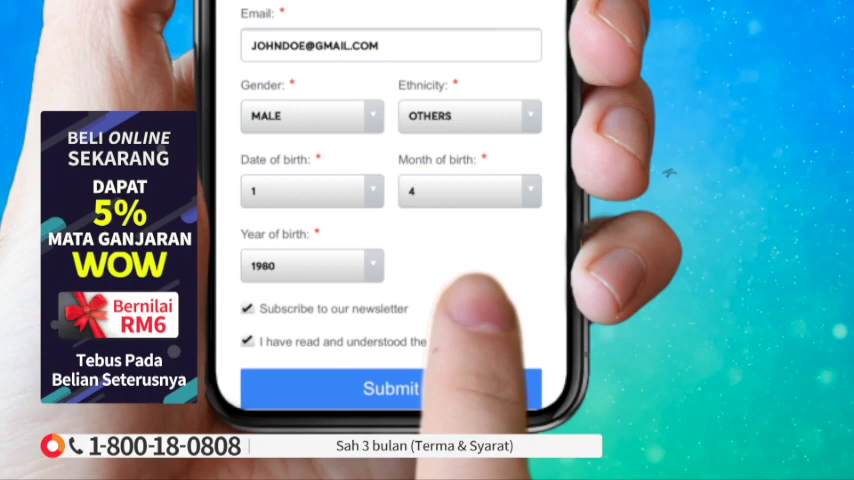 Email: *
JOHNDOE@GMAIL.COM
Gender: * Ethnicity: *
MALE OTHERS
Date of birth: * Month of birth: *
1 4
Year of birth: *
1980
Subscribe to our newsletter
I have read and understood the
Submit
BELI ONLINE
SEKARANG
DAPAT
5%
MATA GANJARAN
WOW
Bernilai
RM6
Tebus Pada
Belian Seterusnya
1-800-18-0808 Sah 3 bulan (Terma & Syarat)